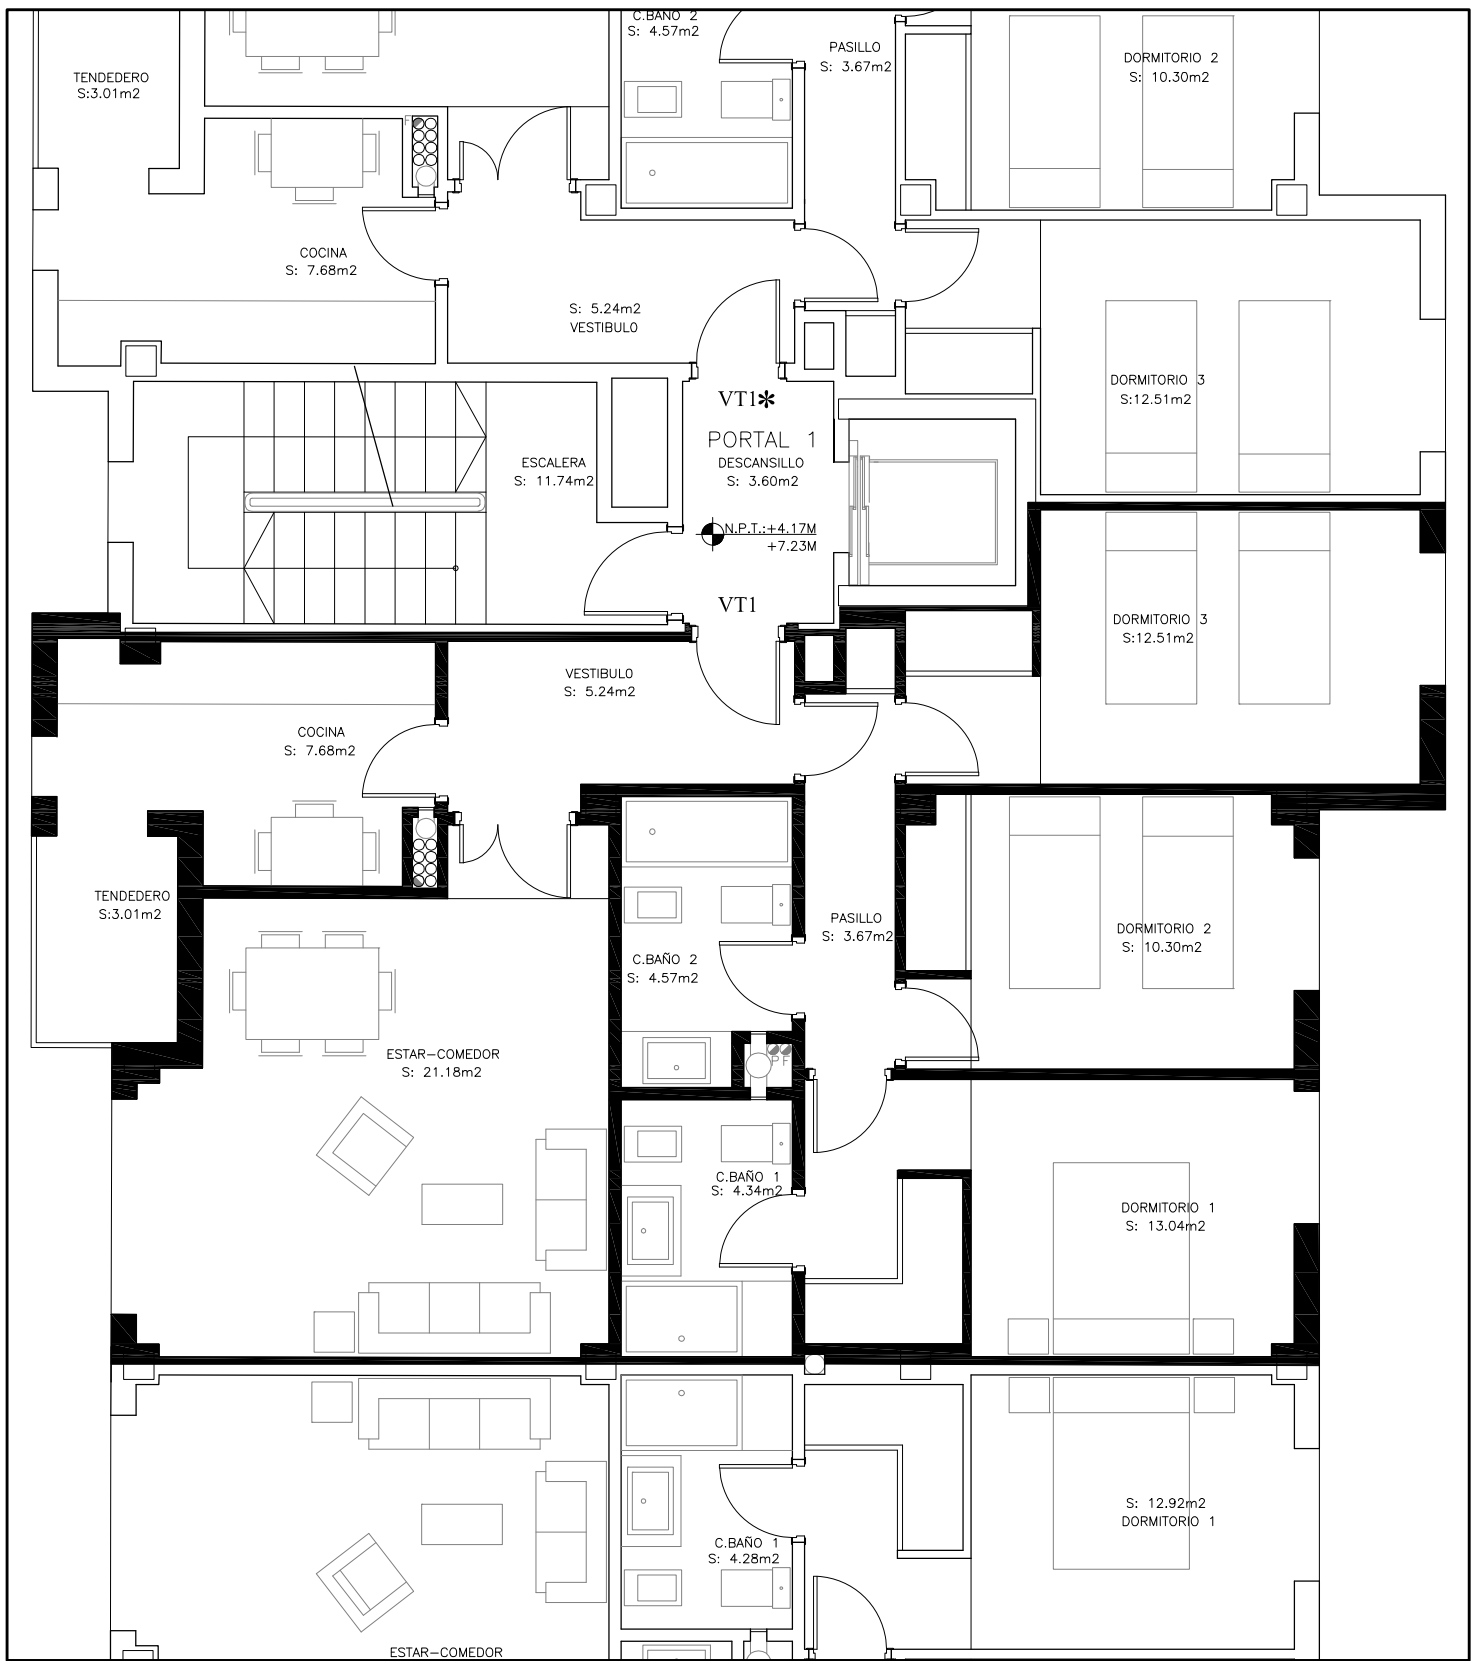 C.BAÑO 2
S: 4.57m2
PASILLO
S: 3.67m2
DORMITORIO 2
S: 10.30m2
TENDEDERO
S:3.01m2
F
COCINA
S: 7.68m2
S: 5.24m2
VESTIBULO
DORMITORIO 3
S:12.51m2
VT1*
PORTAL 1
DESCANSILLO
S: 3.60m2
ESCALERA
S: 11.74m2
N.P.T.:+4.17M
+7.23M
VT1
DORMITORIO 3
S:12.51m2
VESTIBULO
S: 5.24m2
COCINA
S: 7.68m2
TENDEDERO
S:3.01m2
PASILLO
S: 3.67m2
DORMITORIO 2
S: 10.30m2
C.BAÑO 2
S: 4.57m2
ESTAR-COMEDOR
S: 21.18m2
P F
C.BAÑO 1
S: 4.34m2
DORMITORIO 1
S: 13.04m2
S: 12.92m2
DORMITORIO 1
C.BAÑO 1
S: 4.28m2
ESTAR-COMEDOR